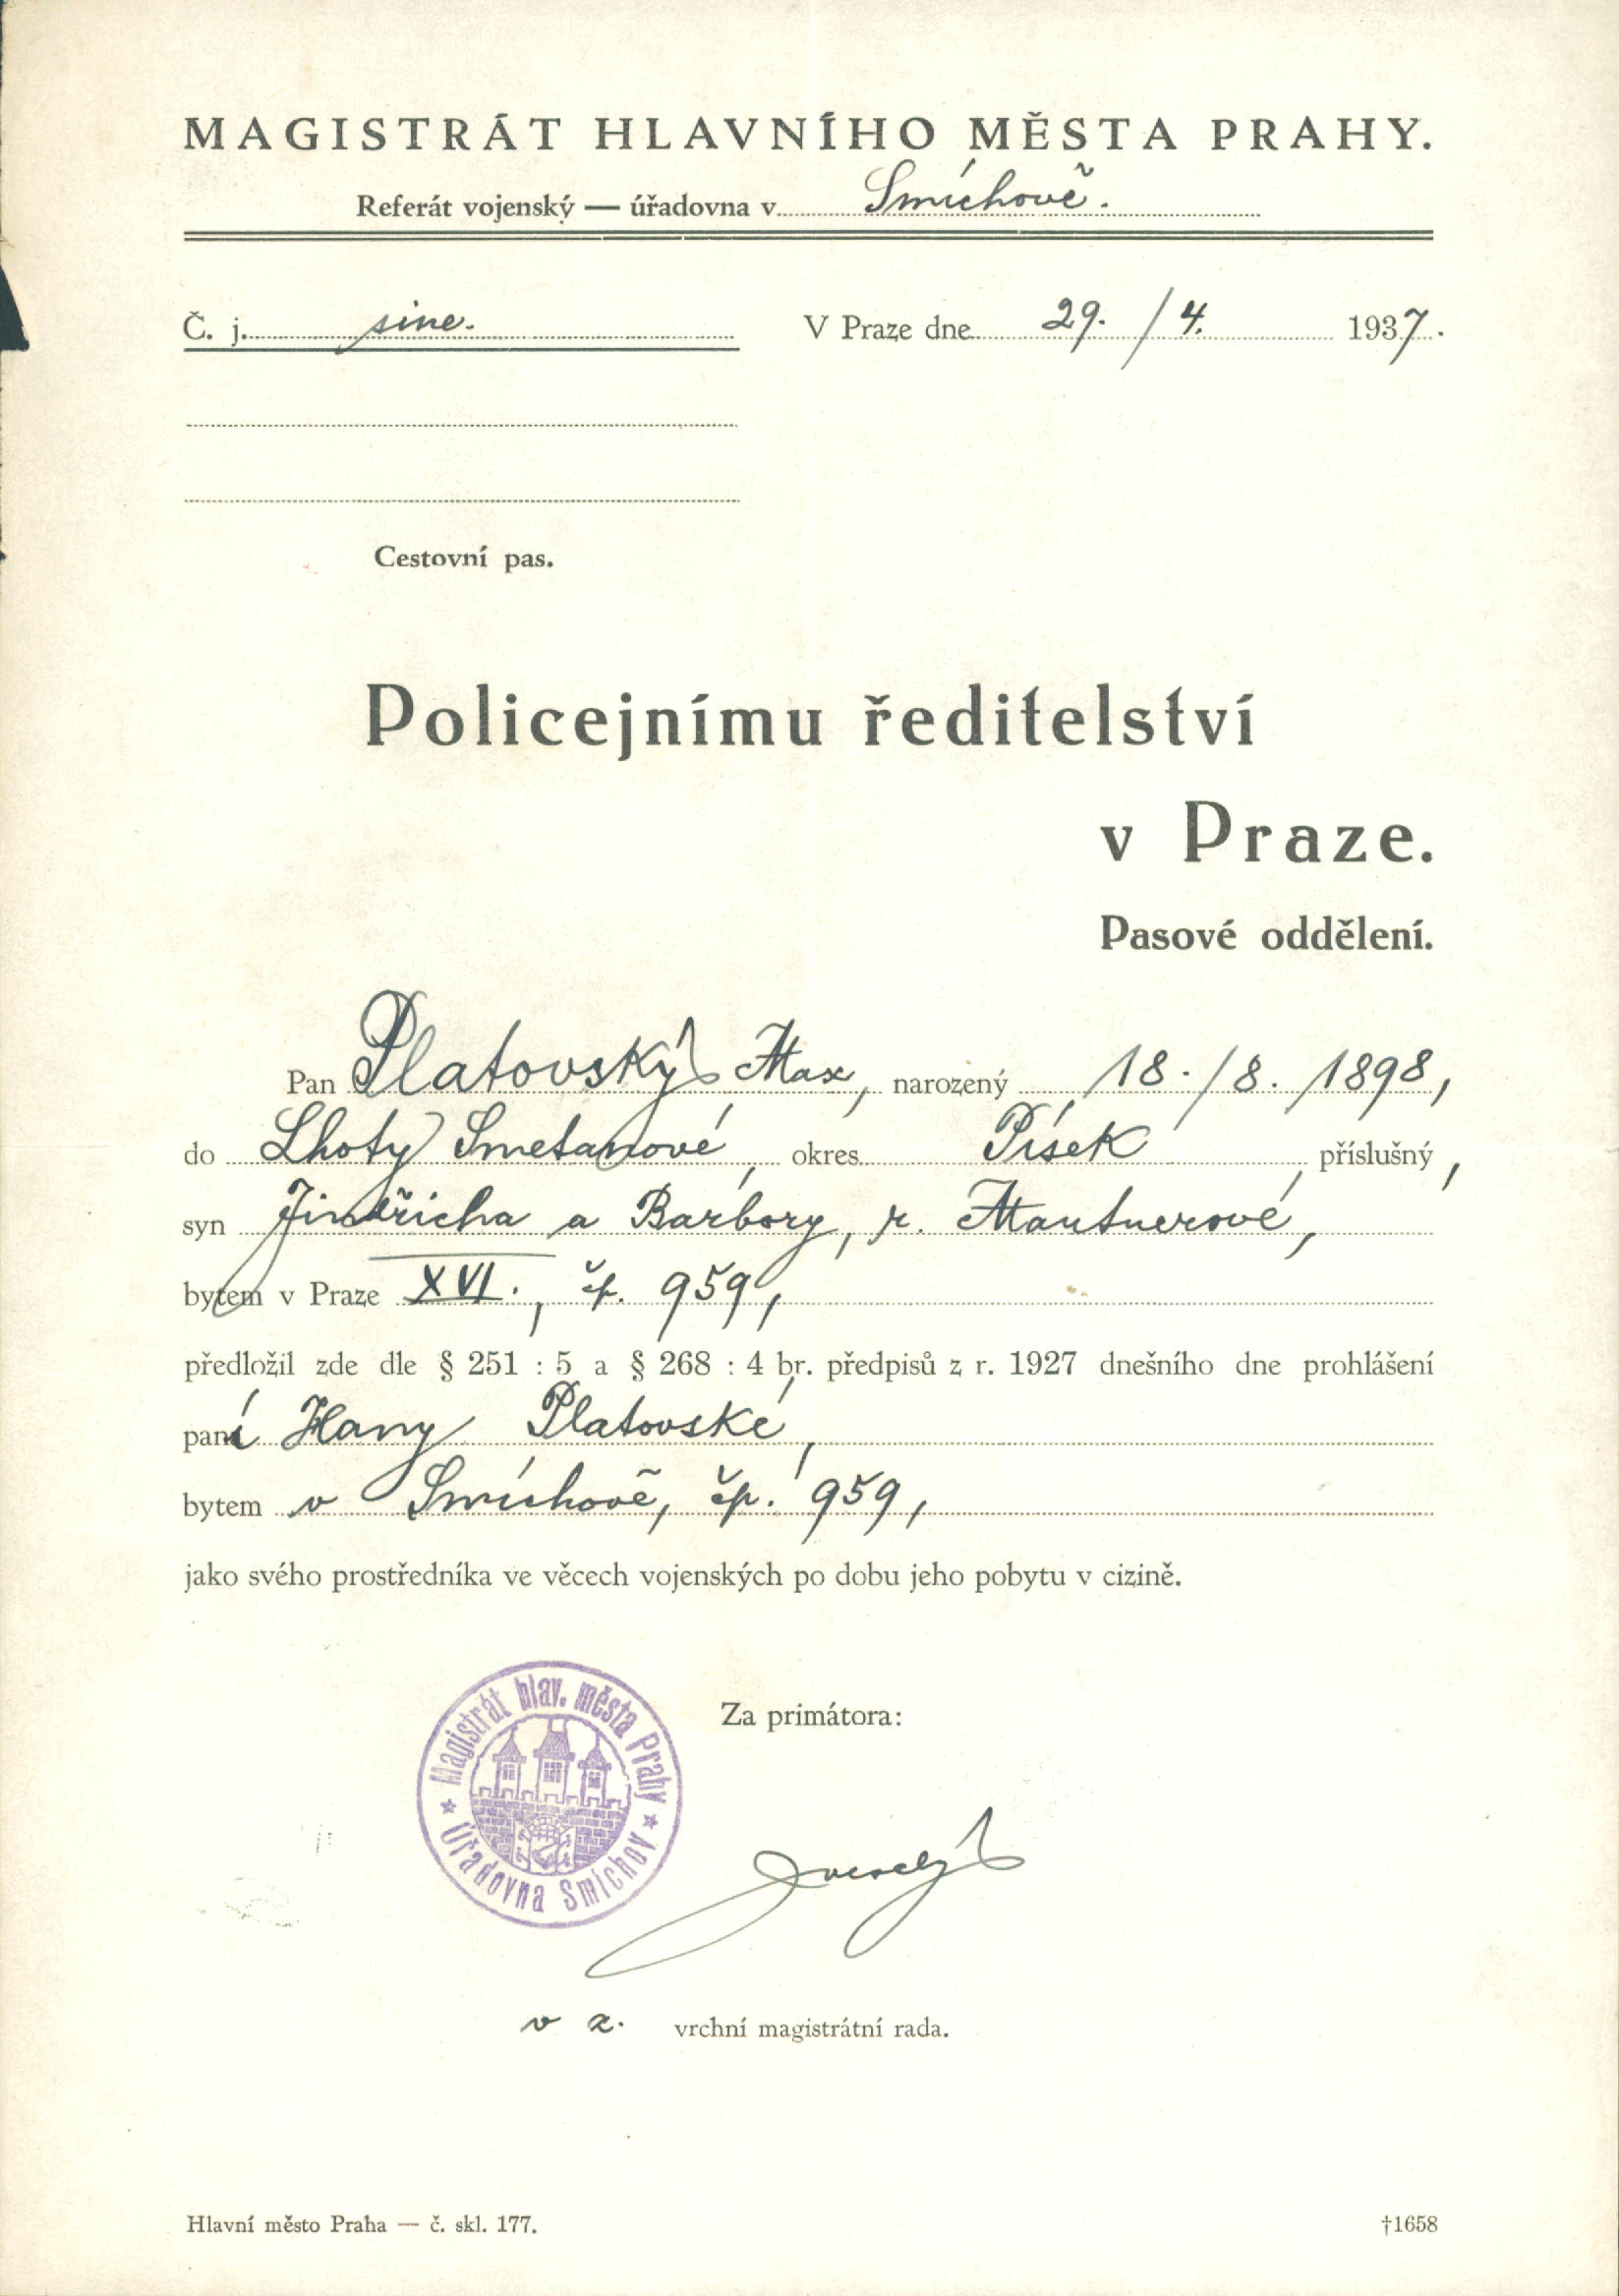 MAGISTRÁT HLAVNÍHO MĚSTA PRAHY.
Referát vojenský — úřadovna v Smíchově.
Č. j. sine. V Praze dne 29. / 4. 1937.
Cestovní pas.
Policejnímu ředitelství
v Praze.
Pasové oddělení.
Pan Platovský Max, narozený 18. / 8. 1898,
do Lhoty Smetanové, okres Písek příslušný,
syn Jindřicha a Barbory, r. Mautnerové,
bytem v Praze XVI., čp. 959,
předložil zde dle § 251 : 5 a § 268 : 4 br. předpisů z r. 1927 dnešního dne prohlášení
paní Hany Platovské,
bytem v Smíchově, čp. 959,
jako svého prostředníka ve věcech vojenských po dobu jeho pobytu v cizině.
Magistrát hlav. města Prahy
Úřadovna Smíchov
Za primátora:
v z. vrchní magistrátní rada.
Hlavní město Praha — č. skl. 177. †1658